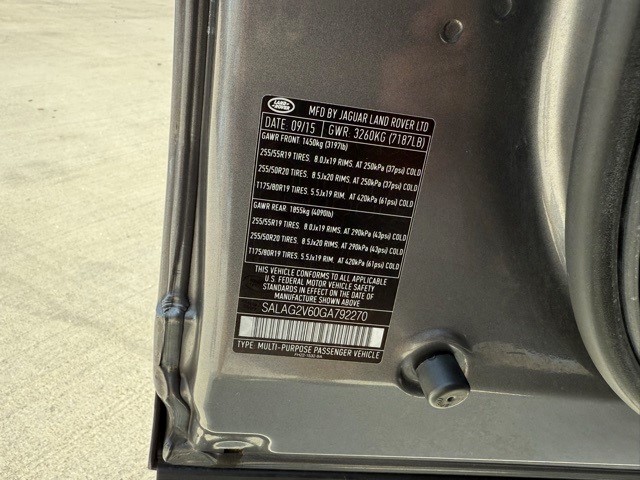 LAND ROVER
MFD BY JAGUAR LAND ROVER LTD
DATE: 09/15 GWR 3260KG (7187LB)
GAWR FRONT: 1450kg (3197lb)
255/55R19 TIRES. 8.0Jx19 RIMS. AT 250kPa (37psi) COLD
255/50R20 TIRES. 8.5Jx20 RIMS. AT 250kPa (37psi) COLD
T175/80R19 TIRES. 5.5Jx19 RIM. AT 420kPa (61psi) COLD
GAWR REAR: 1855kg (4090lb)
255/55R19 TIRES. 8.0Jx19 RIMS. AT 290kPa (43psi) COLD
255/50R20 TIRES. 8.5Jx20 RIMS. AT 290kPa (43psi) COLD
T175/80R19 TIRES. 5.5Jx19 RIM. AT 420kPa (61psi) COLD
THIS VEHICLE CONFORMS TO ALL APPLICABLE
U.S FEDERAL MOTOR VEHICLE SAFETY
STANDARDS IN EFFECT ON THE DATE OF
MANUFACTURE SHOWN ABOVE
SALAG2V60GA792270
TYPE: MULTI-PURPOSE PASSENGER VEHICLE